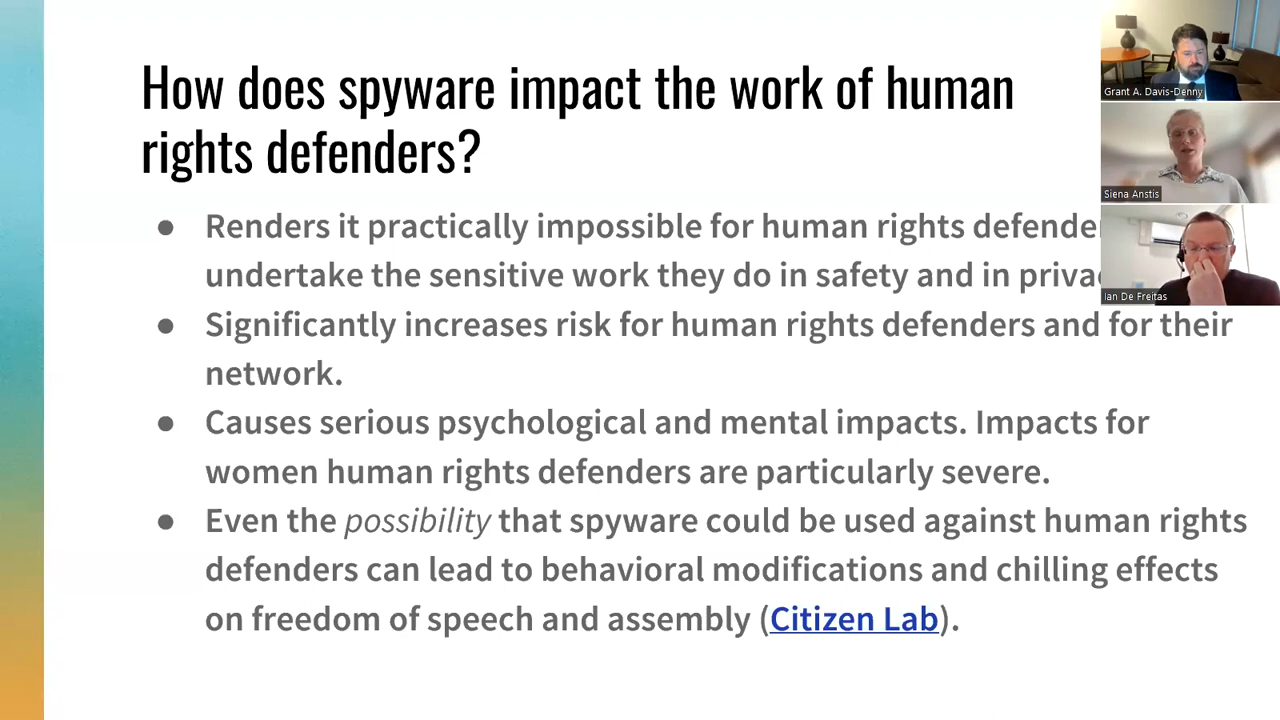 How does spyware impact the work of human
rights defenders?
● Renders it practically impossible for human rights
undertake the sensitive work they do in safety and in
● Significantly increases risk for human rights defenders and for their
network.
● Causes serious psychological and mental impacts. Impacts for
women human rights defenders are particularly severe.
● Even the possibility that spyware could be used against human rights
defenders can lead to behavioral modifications and chilling effects
on freedom of speech and assembly (Citizen Lab).
Grant A. Davis-Denny
Siena Anstis
Ian De Freitas